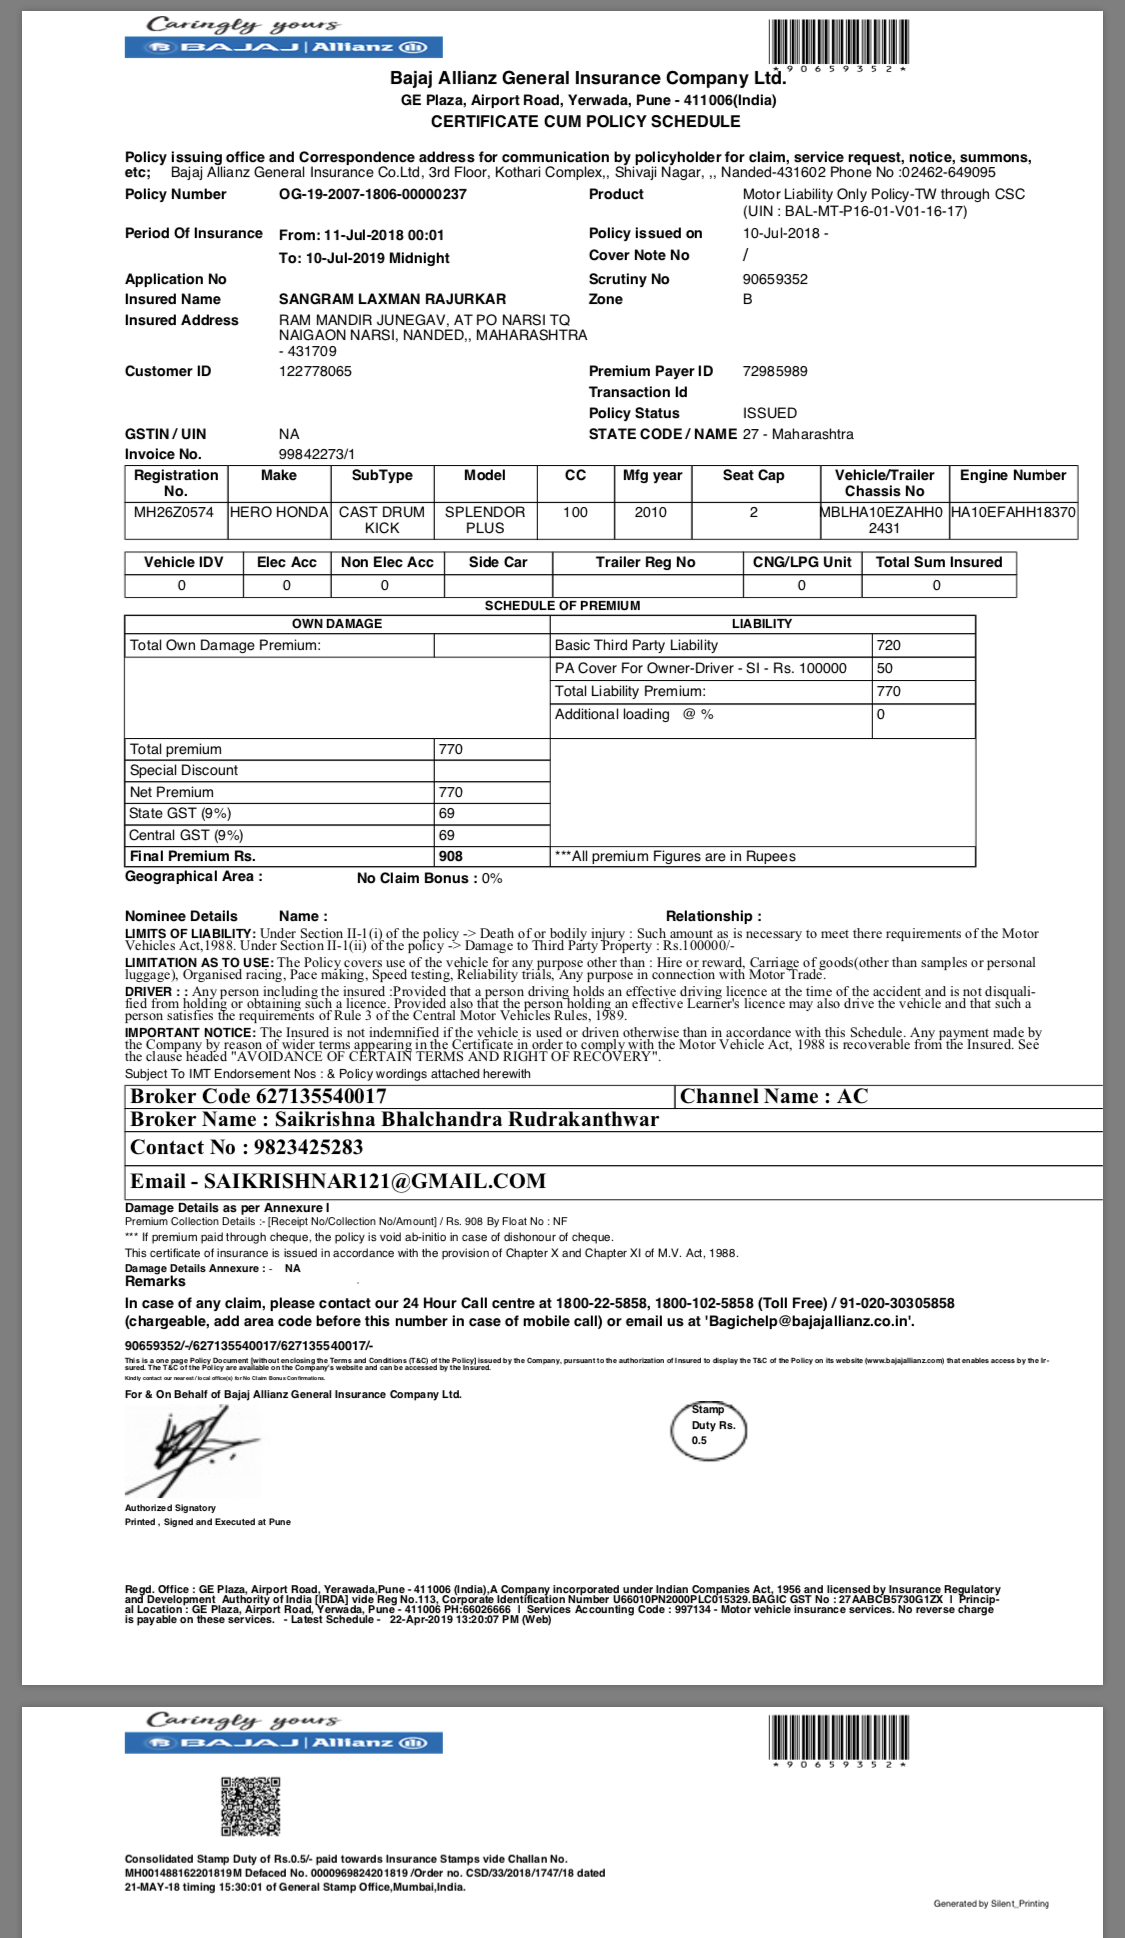 Caringly yours
BAJAJ | Allianz
*90659352*
Bajaj Allianz General Insurance Company Ltd.
GE Plaza, Airport Road, Yerwada, Pune - 411006(India)
CERTIFICATE CUM POLICY SCHEDULE
Policy issuing office and Correspondence address for communication by policyholder for claim, service request, notice, summons,
etc; Bajaj Allianz General Insurance Co.Ltd, 3rd Floor, Kothari Complex,, Shivaji Nagar, ,, Nanded-431602 Phone No :02462-649095
Policy Number OG-19-2007-1806-00000237 Product Motor Liability Only Policy-TW through CSC
(UIN : BAL-MT-P16-01-V01-16-17)
Period Of Insurance From: 11-Jul-2018 00:01 Policy issued on 10-Jul-2018 -
To: 10-Jul-2019 Midnight Cover Note No /
Application No Scrutiny No 90659352
Insured Name SANGRAM LAXMAN RAJURKAR Zone B
Insured Address RAM MANDIR JUNEGAV, AT PO NARSI TQ
NAIGAON NARSI, NANDED,, MAHARASHTRA
- 431709
Customer ID 122778065 Premium Payer ID 72985989
Transaction Id
Policy Status ISSUED
GSTIN / UIN NA STATE CODE / NAME 27 - Maharashtra
Invoice No. 99842273/1
Registration No. Make SubType Model CC Mfg year Seat Cap Vehicle/Trailer Chassis No Engine Number
MH26Z0574 HERO HONDA CAST DRUM KICK SPLENDOR PLUS 100 2010 2 MBLHA10EZAHH02431 HA10EFAHH18370
Vehicle IDV Elec Acc Non Elec Acc Side Car Trailer Reg No CNG/LPG Unit Total Sum Insured
0 0 0 0 0
SCHEDULE OF PREMIUM
OWN DAMAGE LIABILITY
Total Own Damage Premium: Basic Third Party Liability 720
PA Cover For Owner-Driver - SI - Rs. 100000 50
Total Liability Premium: 770
Additional loading @ % 0
Total premium 770
Special Discount
Net Premium 770
State GST (9%) 69
Central GST (9%) 69
Final Premium Rs. 908 ***All premium Figures are in Rupees
Geographical Area : No Claim Bonus : 0%
Nominee Details Name : Relationship :
LIMITS OF LIABILITY: Under Section II-1(i) of the policy -> Death of or bodily injury : Such amount as is necessary to meet there requirements of the Motor
Vehicles Act,1988. Under Section II-1(ii) of the policy -> Damage to Third Party Property : Rs.100000/-
LIMITATION AS TO USE: The Policy covers use of the vehicle for any purpose other than : Hire or reward, Carriage of goods(other than samples or personal
luggage), Organised racing, Pace making, Speed testing, Reliability trials, Any purpose in connection with Motor Trade.
DRIVER : : Any person including the insured :Provided that a person driving holds an effective driving licence at the time of the accident and is not disquali-
fied from holding or obtaining such a licence. Provided also that the person holding an effective Learner's licence may also drive the vehicle and that such a
person satisfies the requirements of Rule 3 of the Central Motor Vehicles Rules, 1989.
IMPORTANT NOTICE: The Insured is not indemnified if the vehicle is used or driven otherwise than in accordance with this Schedule. Any payment made by
the Company by reason of wider terms appearing in the Certificate in order to comply with the Motor Vehicle Act, 1988 is recoverable from the Insured. See
the clause headed "AVOIDANCE OF CERTAIN TERMS AND RIGHT OF RECOVERY".
Subject To IMT Endorsement Nos : & Policy wordings attached herewith
Broker Code 627135540017 Channel Name : AC
Broker Name : Saikrishna Bhalchandra Rudrakanthwar
Contact No : 9823425283
Email - SAIKRISHNAR121@GMAIL.COM
Damage Details as per Annexure I
Premium Collection Details :- [Receipt No/Collection No/Amount] / Rs. 908 By Float No : NF
*** If premium paid through cheque, the policy is void ab-initio in case of dishonour of cheque.
This certificate of insurance is issued in accordance with the provision of Chapter X and Chapter XI of M.V. Act, 1988.
Damage Details Annexure : - NA
Remarks -
In case of any claim, please contact our 24 Hour Call centre at 1800-22-5858, 1800-102-5858 (Toll Free) / 91-020-30305858
(chargeable, add area code before this number in case of mobile call) or email us at 'Bagichelp@bajajallianz.co.in'.
90659352/-/627135540017/627135540017/-
This is a one page Policy Document [without enclosing the Terms and Conditions (T&C) of the Policy] issued by the Company, pursuant to the authorization of Insured to display the T&C of the Policy on its website (www.bajajallianz.com) that enables access by the Ir-
sured. The T&C of the Policy are available on the Company's website and can be accessed by the Insured.
Kindly contact our nearest / local office(s) for No Claim Bonus Confirmations.
For & On Behalf of Bajaj Allianz General Insurance Company Ltd.
Stamp
Duty Rs.
0.5
Authorized Signatory
Printed , Signed and Executed at Pune
Regd. Office : GE Plaza, Airport Road, Yerawada,Pune - 411006 (India),A Company incorporated under Indian Companies Act, 1956 and licensed by Insurance Regulatory
and Development Authority of India [IRDA] vide Reg No.113, Corporate Identification Number U66010PN2000PLC015329.BAGIC GST No : 27AABCB5730G1ZX | Princip-
al Location : GE Plaza, Airport Road, Yerwada, Pune - 411006 PH:66026666 | Services Accounting Code : 997134 - Motor vehicle insurance services. No reverse charge
is payable on these services. - Latest Schedule - 22-Apr-2019 13:20:07 PM (Web)
Caringly yours
BAJAJ | Allianz
*90659352*
Consolidated Stamp Duty of Rs.0.5/- paid towards Insurance Stamps vide Challan No.
MH001488162201819M Defaced No. 0000969824201819 /Order no. CSD/33/2018/1747/18 dated
21-MAY-18 timing 15:30:01 of General Stamp Office,Mumbai,India.
Generated by Silent_Printing